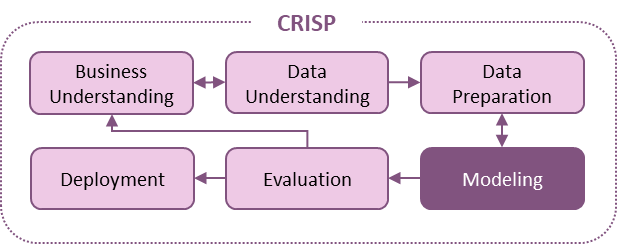 CRISP
Business
Understanding
Data
Understanding
Data
Preparation
Deployment
Evaluation
Modeling